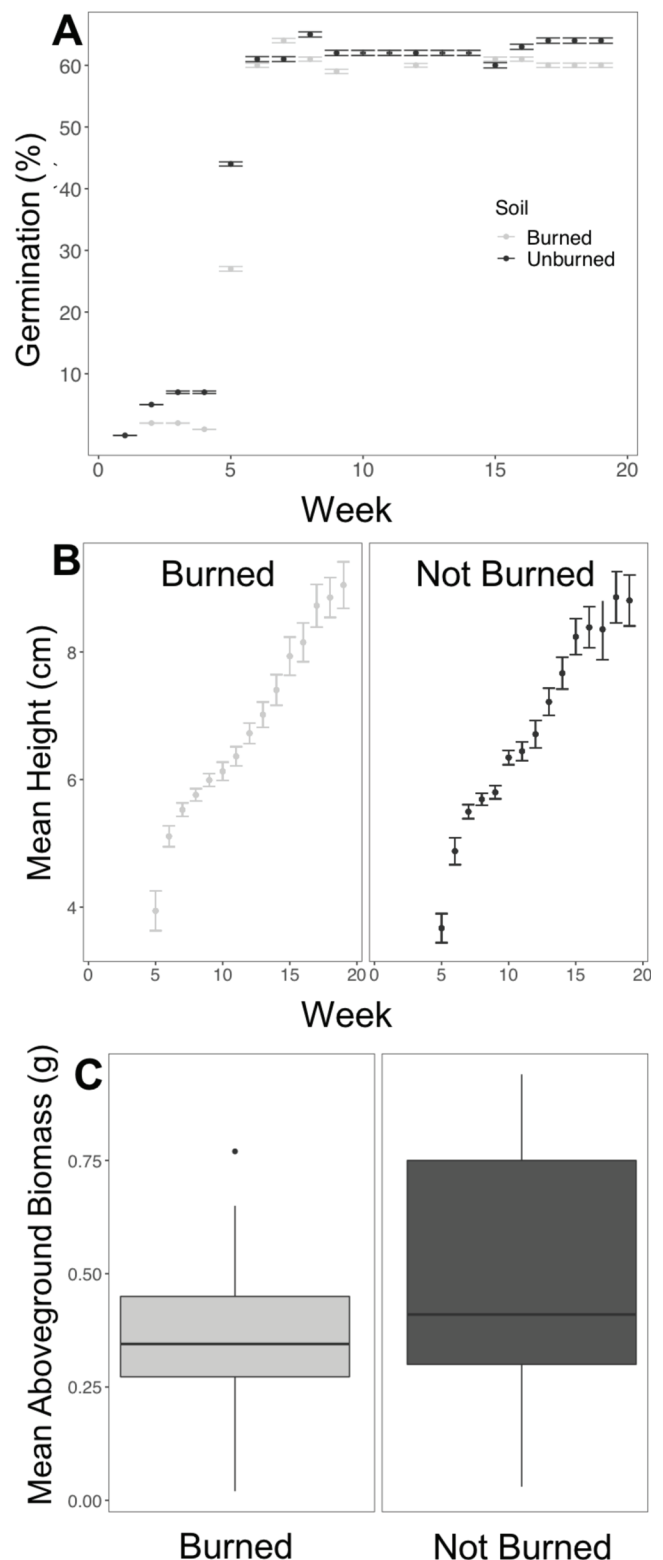 A
Germination (%)
60
50
40
30
20
10
Soil
Burned
Unburned
0
5
10
15
20
Week
B
Burned
Not Burned
Mean Height (cm)
8
6
4
0
5
10
15
20
0
5
10
15
20
Week
C
Mean Aboveground Biomass (g)
0.75
0.50
0.25
0.00
Burned
Not Burned